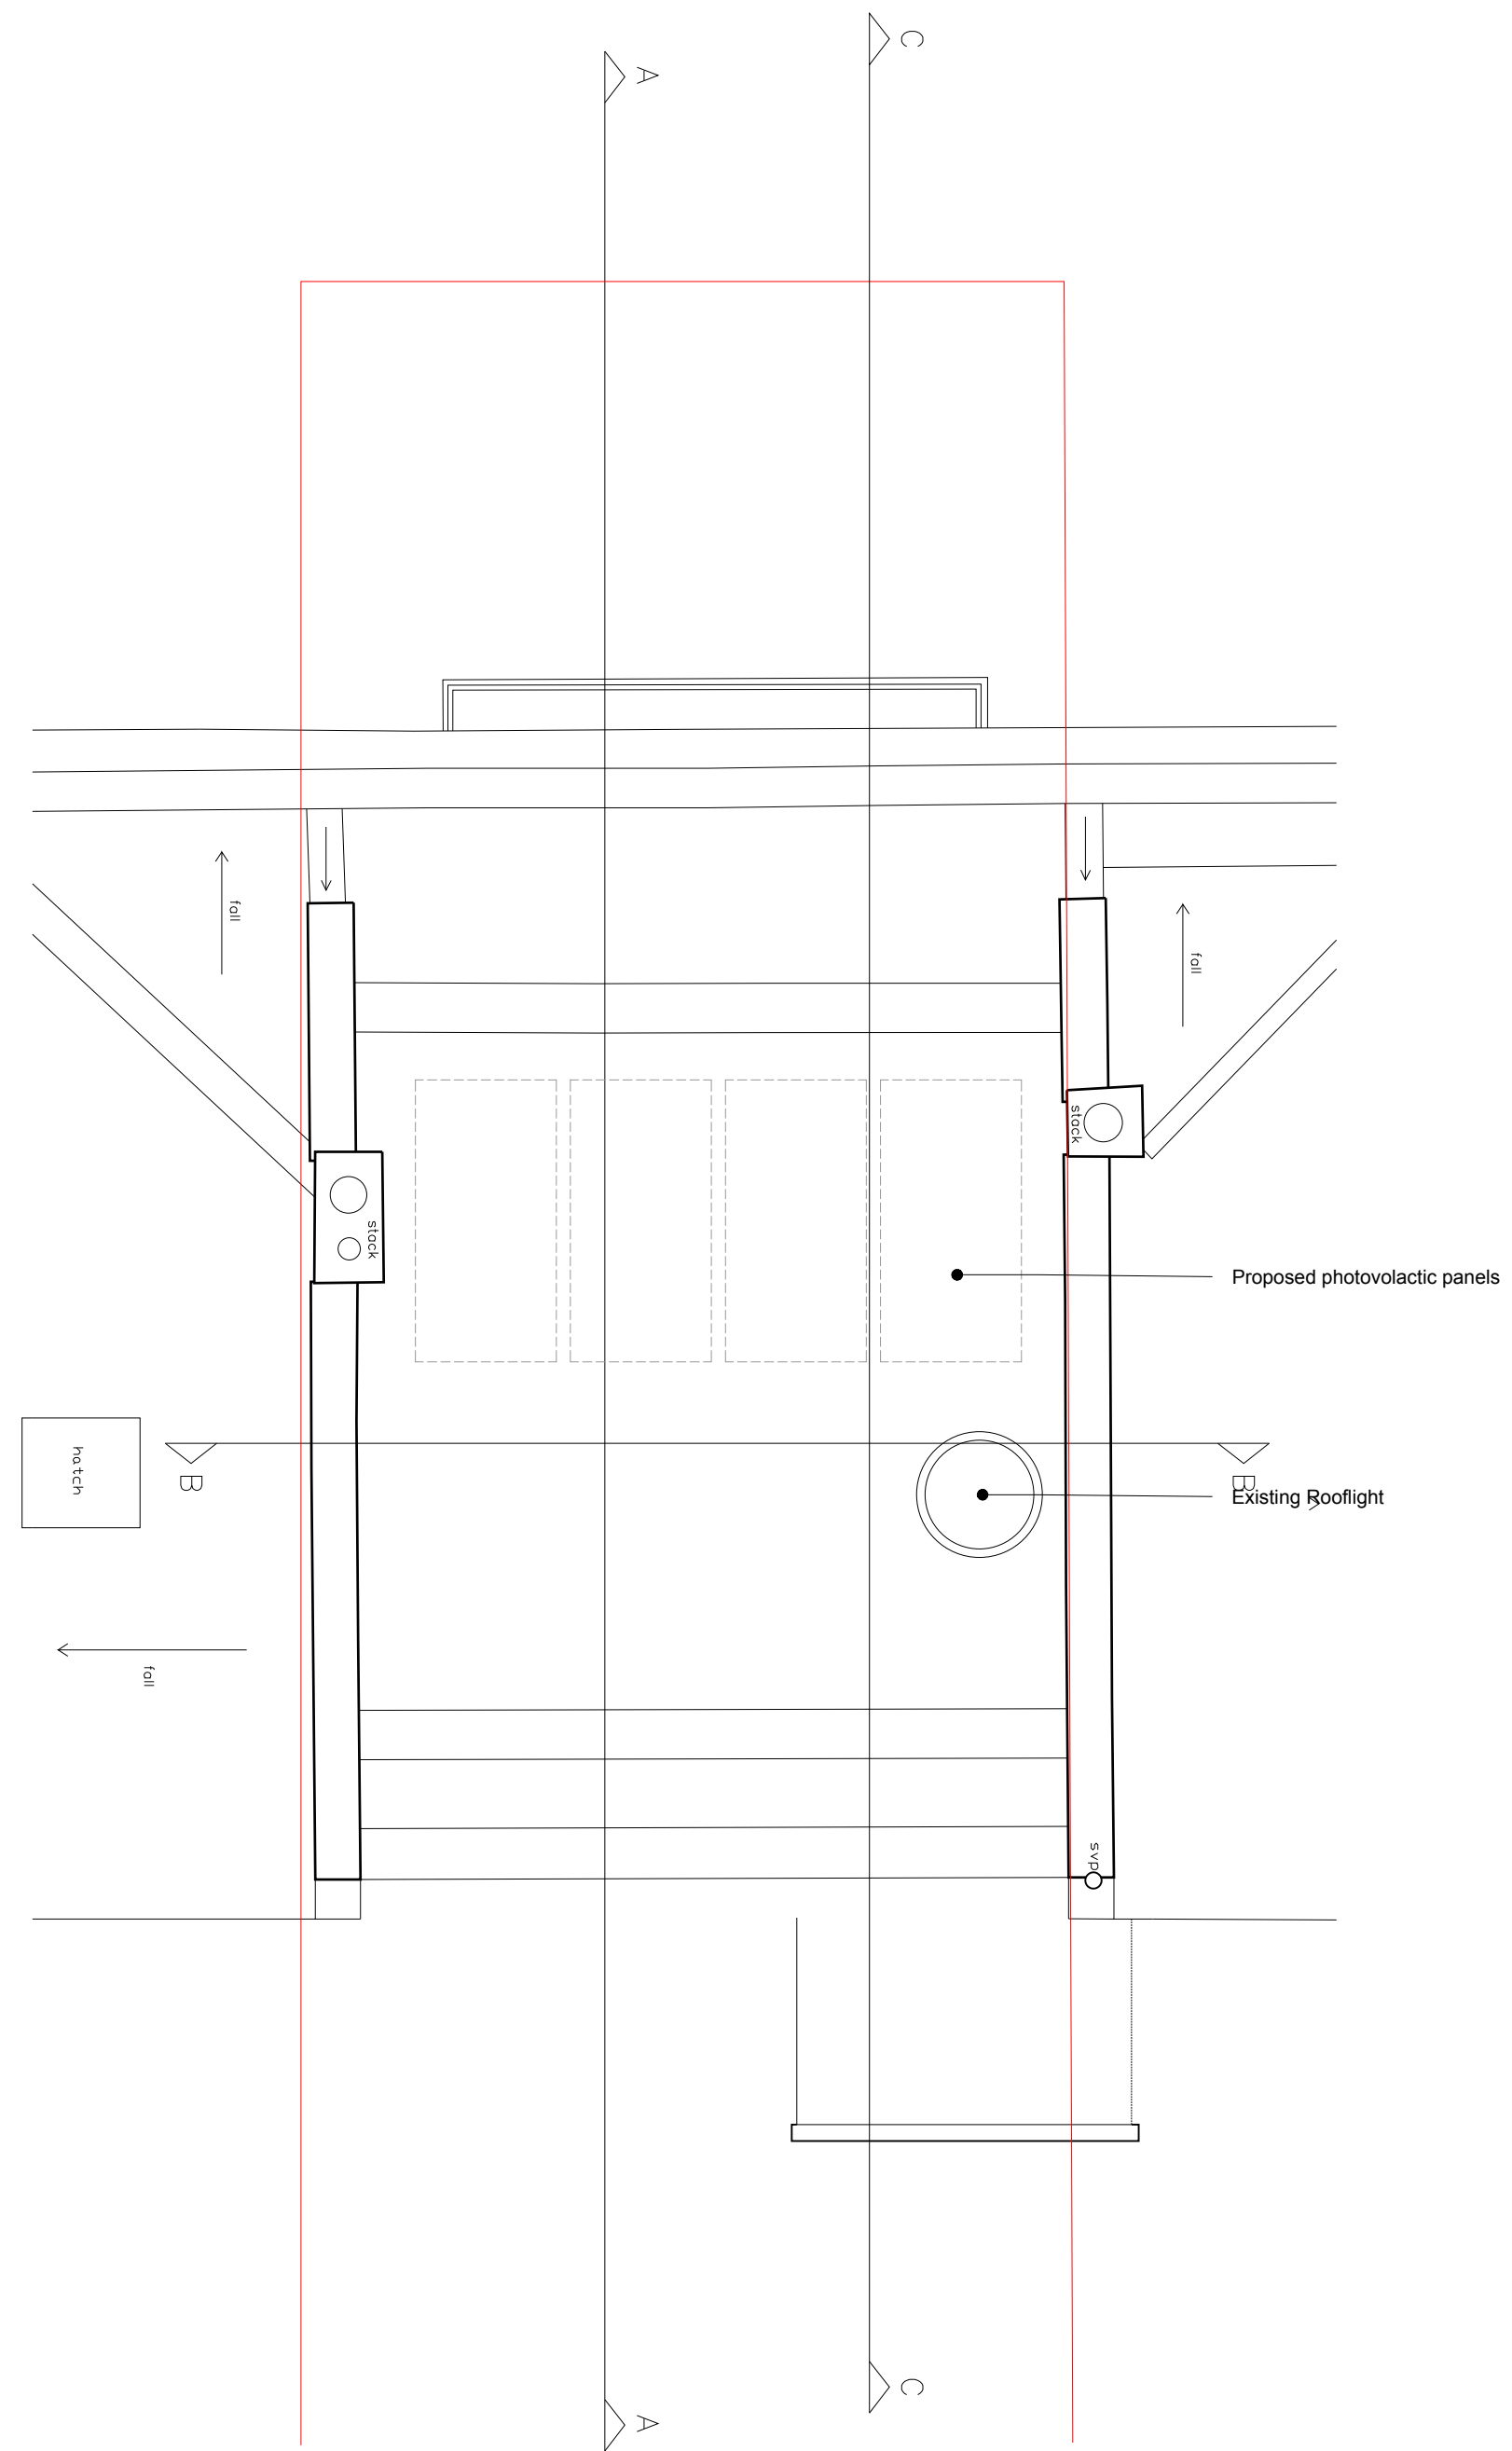 C
A
fall
fall
stack
stack
Proposed photovolactic panels
hatch
B
B
Existing Rooflight
fall
svp
C
A